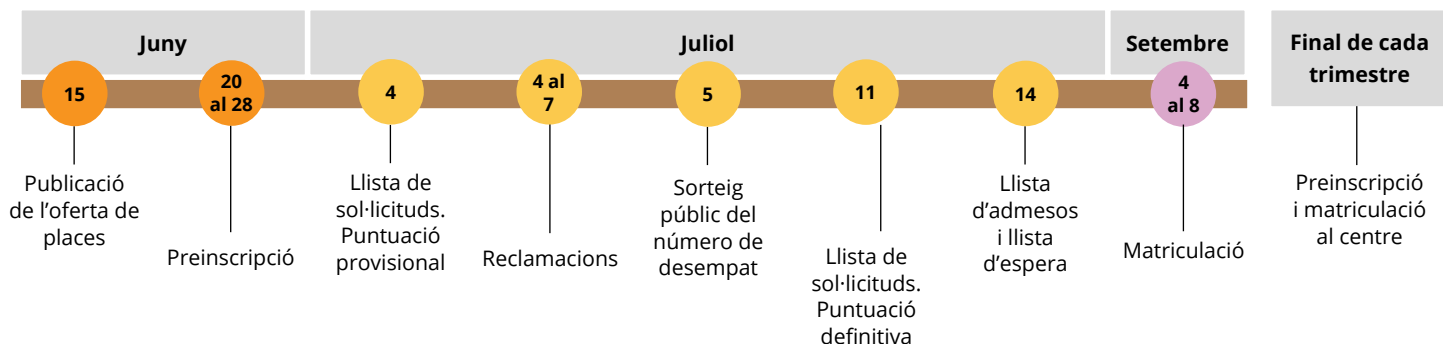 Juny
Juliol
Setembre
Final de cada
trimestre
15
20
al 28
4
4 al
7
5
11
14
4
al 8
Publicació
de l’oferta de
places
Preinscripció
Llista de
sol·licituds.
Puntuació
provisional
Reclamacions
Sorteig
públic del
número de
desempat
Llista de
sol·licituds.
Puntuació
definitiva
Llista
d’admesos
i llista
d’espera
Matriculació
Preinscripció
i matriculació
al centre